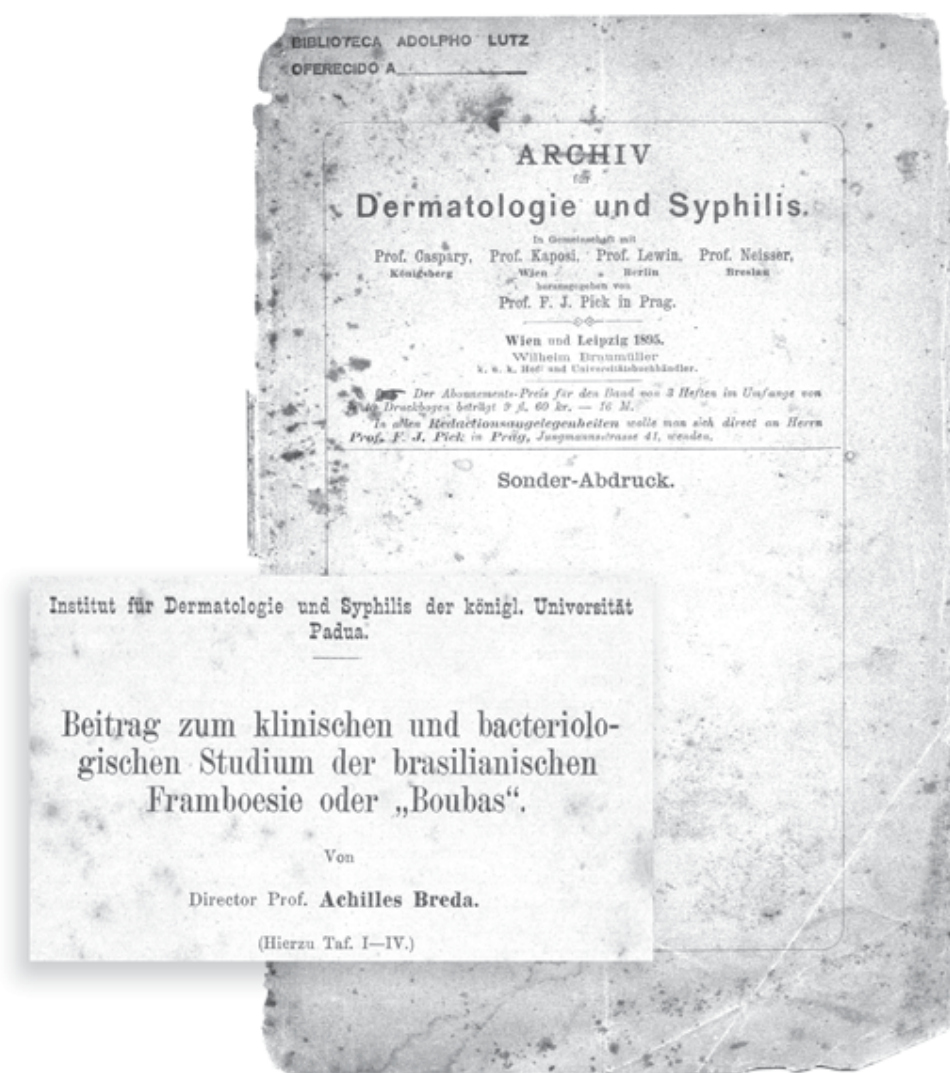 BIBLIOTECA ADOLPHO LUTZ
OFERECIDO A
ARCHIV
für
Dermatologie und Syphilis.
In Gemeinschaft mit
Prof. Caspary, Prof. Kaposi, Prof. Lewin, Prof. Neisser,
Königsberg Wien Berlin Breslau
herausgegeben von
Prof. F. J. Pick in Prag.
Wien und Leipzig 1895.
Wilhelm Braumüller
k. u. k. Hof- und Universitätsbuchhändler.
Der Abonnements-Preis für den Band von 3 Heften im Umfange von
Druckbogen beträgt 9 fl. 60 kr. — 16 M.
In allen Redactionsangelegenheiten wolle man sich direct an Herrn
Prof. F. J. Pick in Prag, Jungmannstrasse 41, wenden.
Sonder-Abdruck.
Institut für Dermatologie und Syphilis der königl. Universität
Padua.
Beitrag zum klinischen und bacteriolo-
gischen Studium der brasilianischen
Framboesie oder „Boubas“.
Von
Director Prof. Achilles Breda.
(Hierzu Taf. I—IV.)